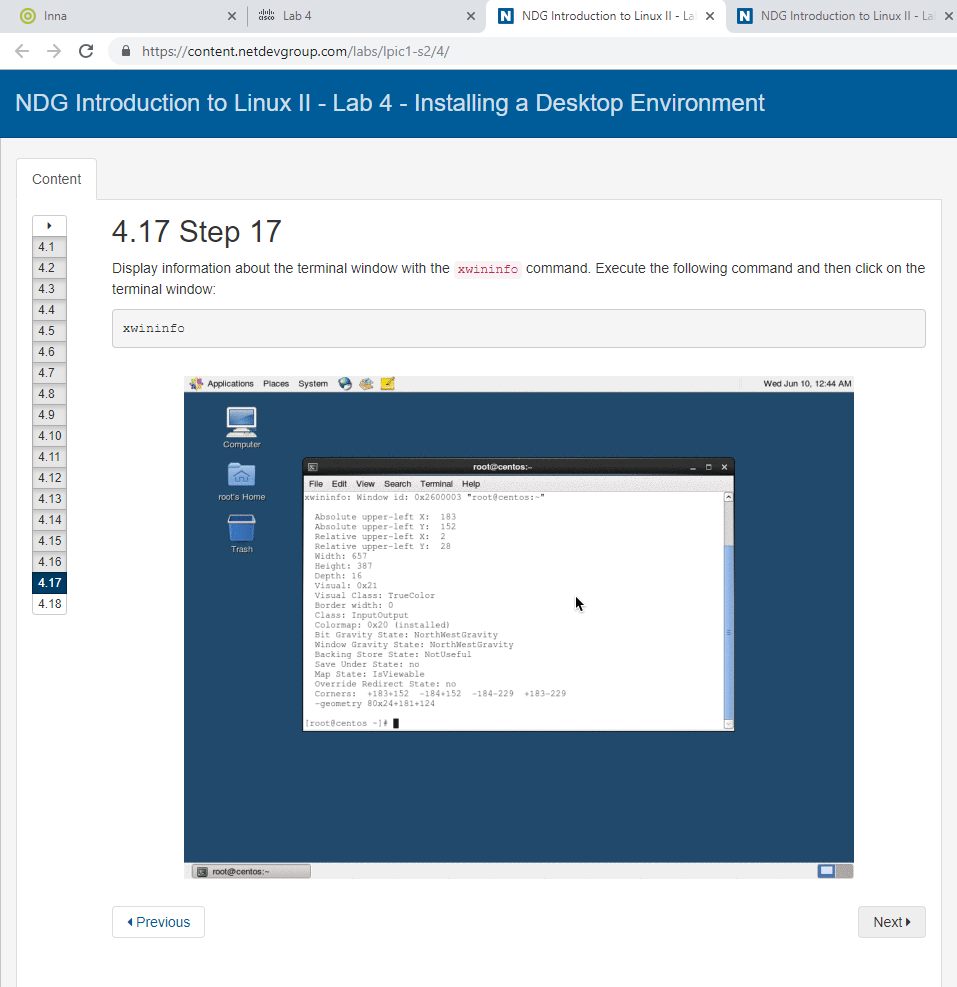 Inna
cisco Lab 4
NDG Introduction to Linux II - La
NDG Introduction to Linux II - La
https://content.netdevgroup.com/labs/lpic1-s2/4/
NDG Introduction to Linux II - Lab 4 - Installing a Desktop Environment
Content
4.1
4.2
4.3
4.4
4.5
4.6
4.7
4.8
4.9
4.10
4.11
4.12
4.13
4.14
4.15
4.16
4.17
4.18
4.17 Step 17
Display information about the terminal window with the xwininfo command. Execute the following command and then click on the
terminal window:
xwininfo
Applications Places System Wed Jun 10, 12:44 AM
Computer
root's Home
Trash
root@centos:~
File Edit View Search Terminal Help
xwininfo: Window id: 0x2600003 "root@centos:~"
Absolute upper-left X: 183
Absolute upper-left Y: 152
Relative upper-left X: 2
Relative upper-left Y: 28
Width: 657
Height: 387
Depth: 16
Visual: 0x21
Visual Class: TrueColor
Border width: 0
Class: InputOutput
Colormap: 0x20 (installed)
Bit Gravity State: NorthWestGravity
Window Gravity State: NorthWestGravity
Backing Store State: NotUseful
Save Under State: no
Map State: IsViewable
Override Redirect State: no
Corners: +183+152 -184+152 -184-229 +183-229
-geometry 80x24+181+124
[root@centos ~]#
root@centos:~
Previous
Next